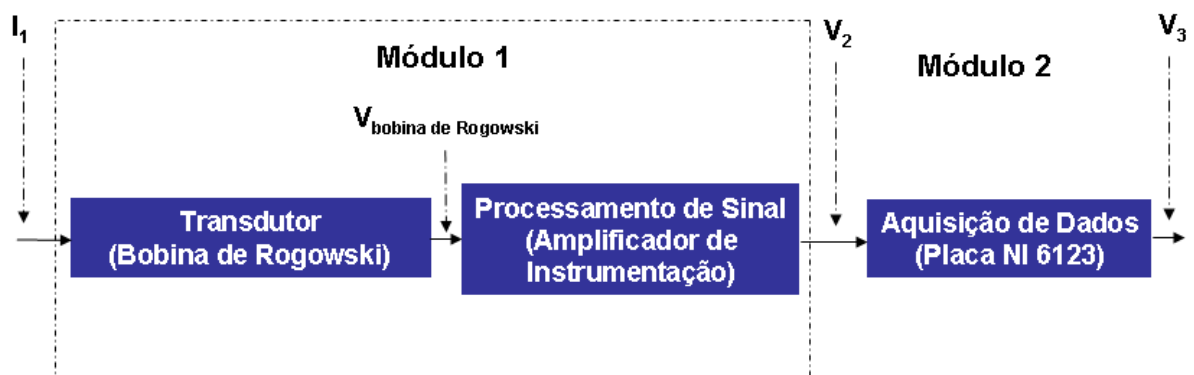 I1
Módulo 1
V2
V3
Módulo 2
Vbobina de Rogowski
Transdutor
(Bobina de Rogowski)
Processamento de Sinal
(Amplificador de
Instrumentação)
Aquisição de Dados
(Placa NI 6123)